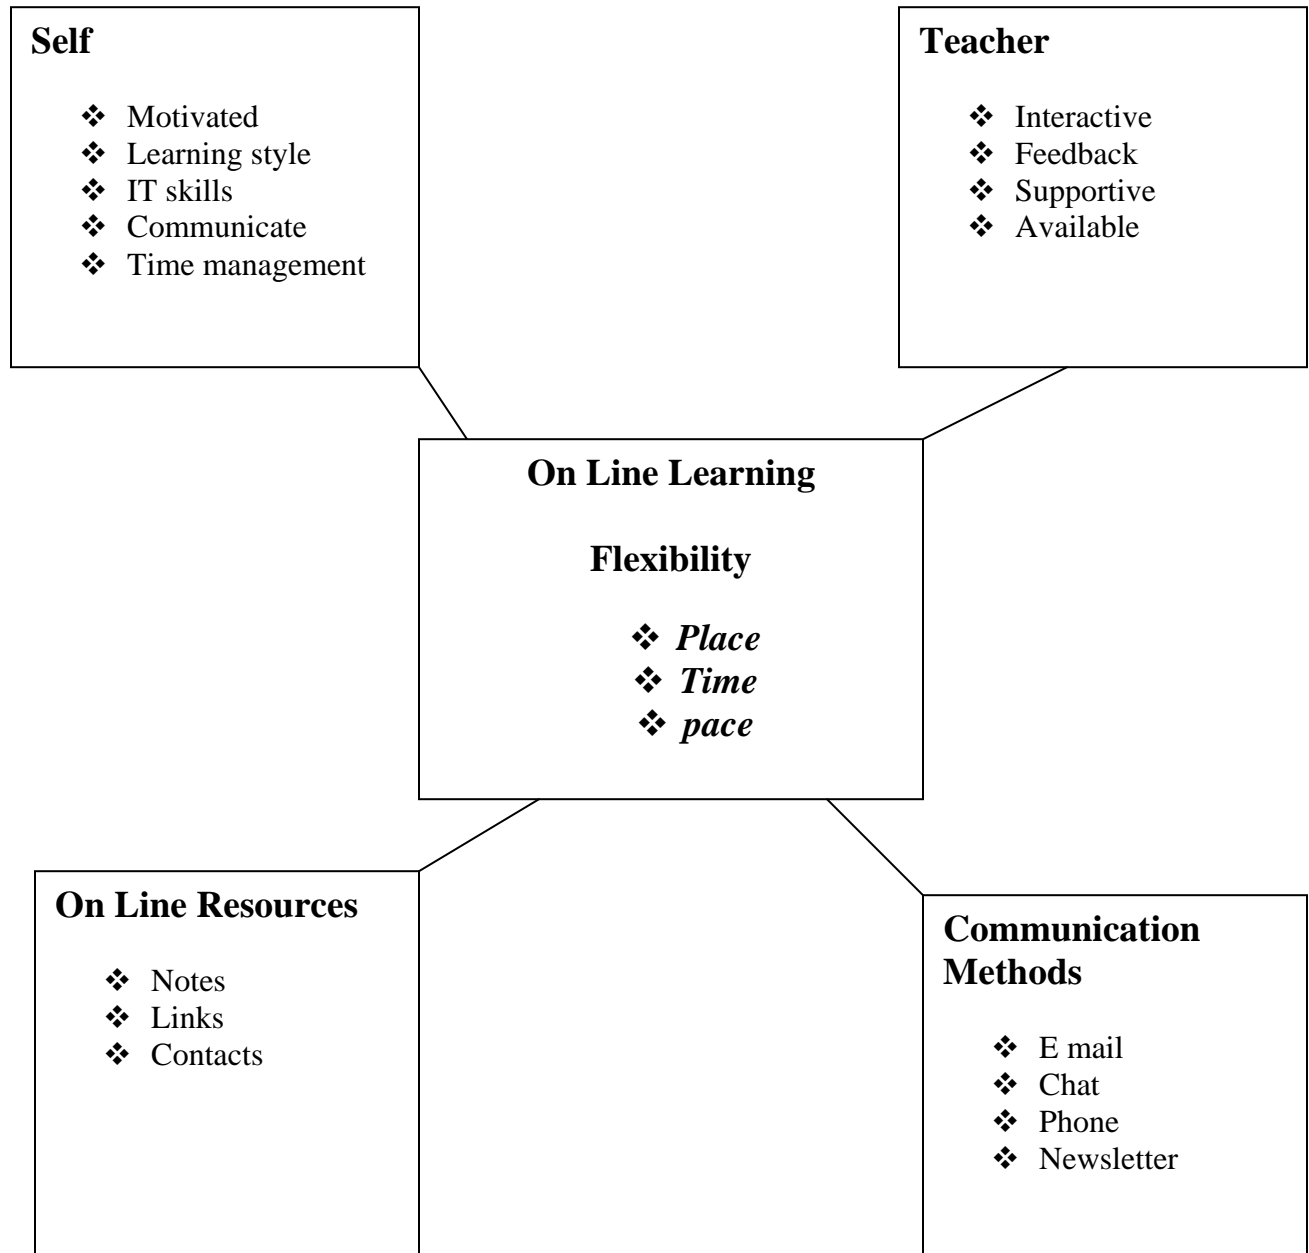 Self
❖ Motivated
❖ Learning style
❖ IT skills
❖ Communicate
❖ Time management
Teacher
❖ Interactive
❖ Feedback
❖ Supportive
❖ Available
On Line Learning
Flexibility
❖ Place
❖ Time
❖ pace
On Line Resources
❖ Notes
❖ Links
❖ Contacts
Communication
Methods
❖ E mail
❖ Chat
❖ Phone
❖ Newsletter